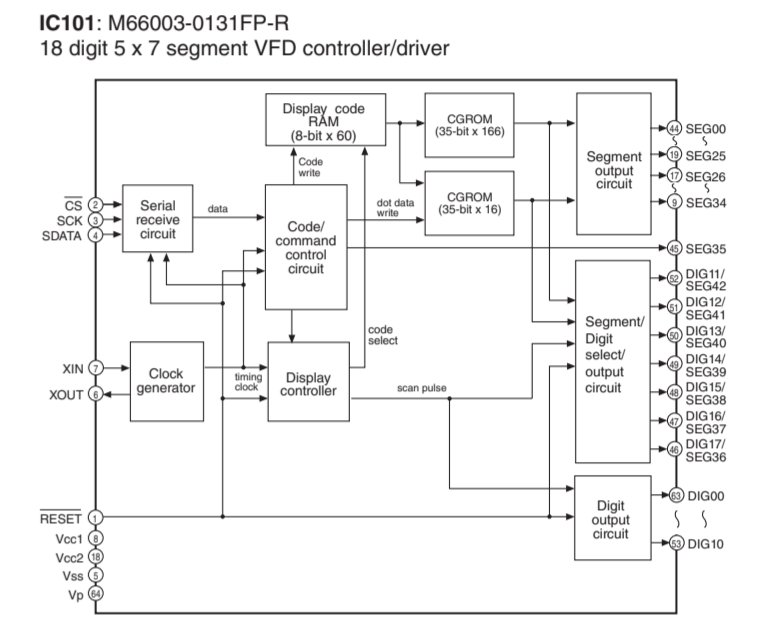 IC101: M66003-0131FP-R
18 digit 5 x 7 segment VFD controller/driver
Display code
RAM
(8-bit x 60)
CGROM
(35-bit x 166)
Segment
output
circuit
44 SEG00
19 SEG25
17 SEG26
9 SEG34
Code
write
CGROM
(35-bit x 16)
CS 2
SCK 3
SDATA 4
Serial
receive
circuit
data
Code/
command
control
circuit
dot data
write
45 SEG35
52 DIG11/
SEG42
51 DIG12/
SEG41
50 DIG13/
SEG40
49 DIG14/
SEG39
48 DIG15/
SEG38
47 DIG16/
SEG37
46 DIG17/
SEG36
Segment/
Digit
select/
output
circuit
code
select
XIN 7
XOUT 6
Clock
generator
timing
clock
Display
controller
scan pulse
Digit
output
circuit
63 DIG00
53 DIG10
RESET 1
Vcc1 8
Vcc2 18
Vss 5
Vp 64